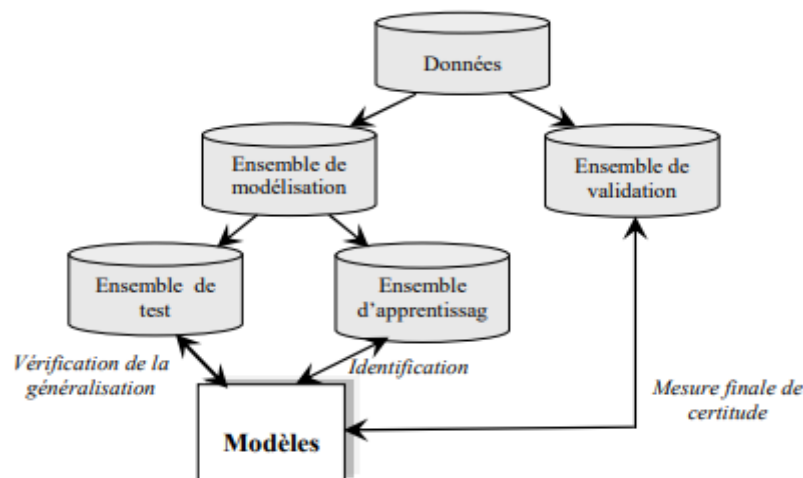 Données
Ensemble de
modélisation
Ensemble de
validation
Ensemble de
test
Ensemble
d'apprentissag
Vérification de la
généralisation
Identification
Mesure finale de
certitude
Modèles